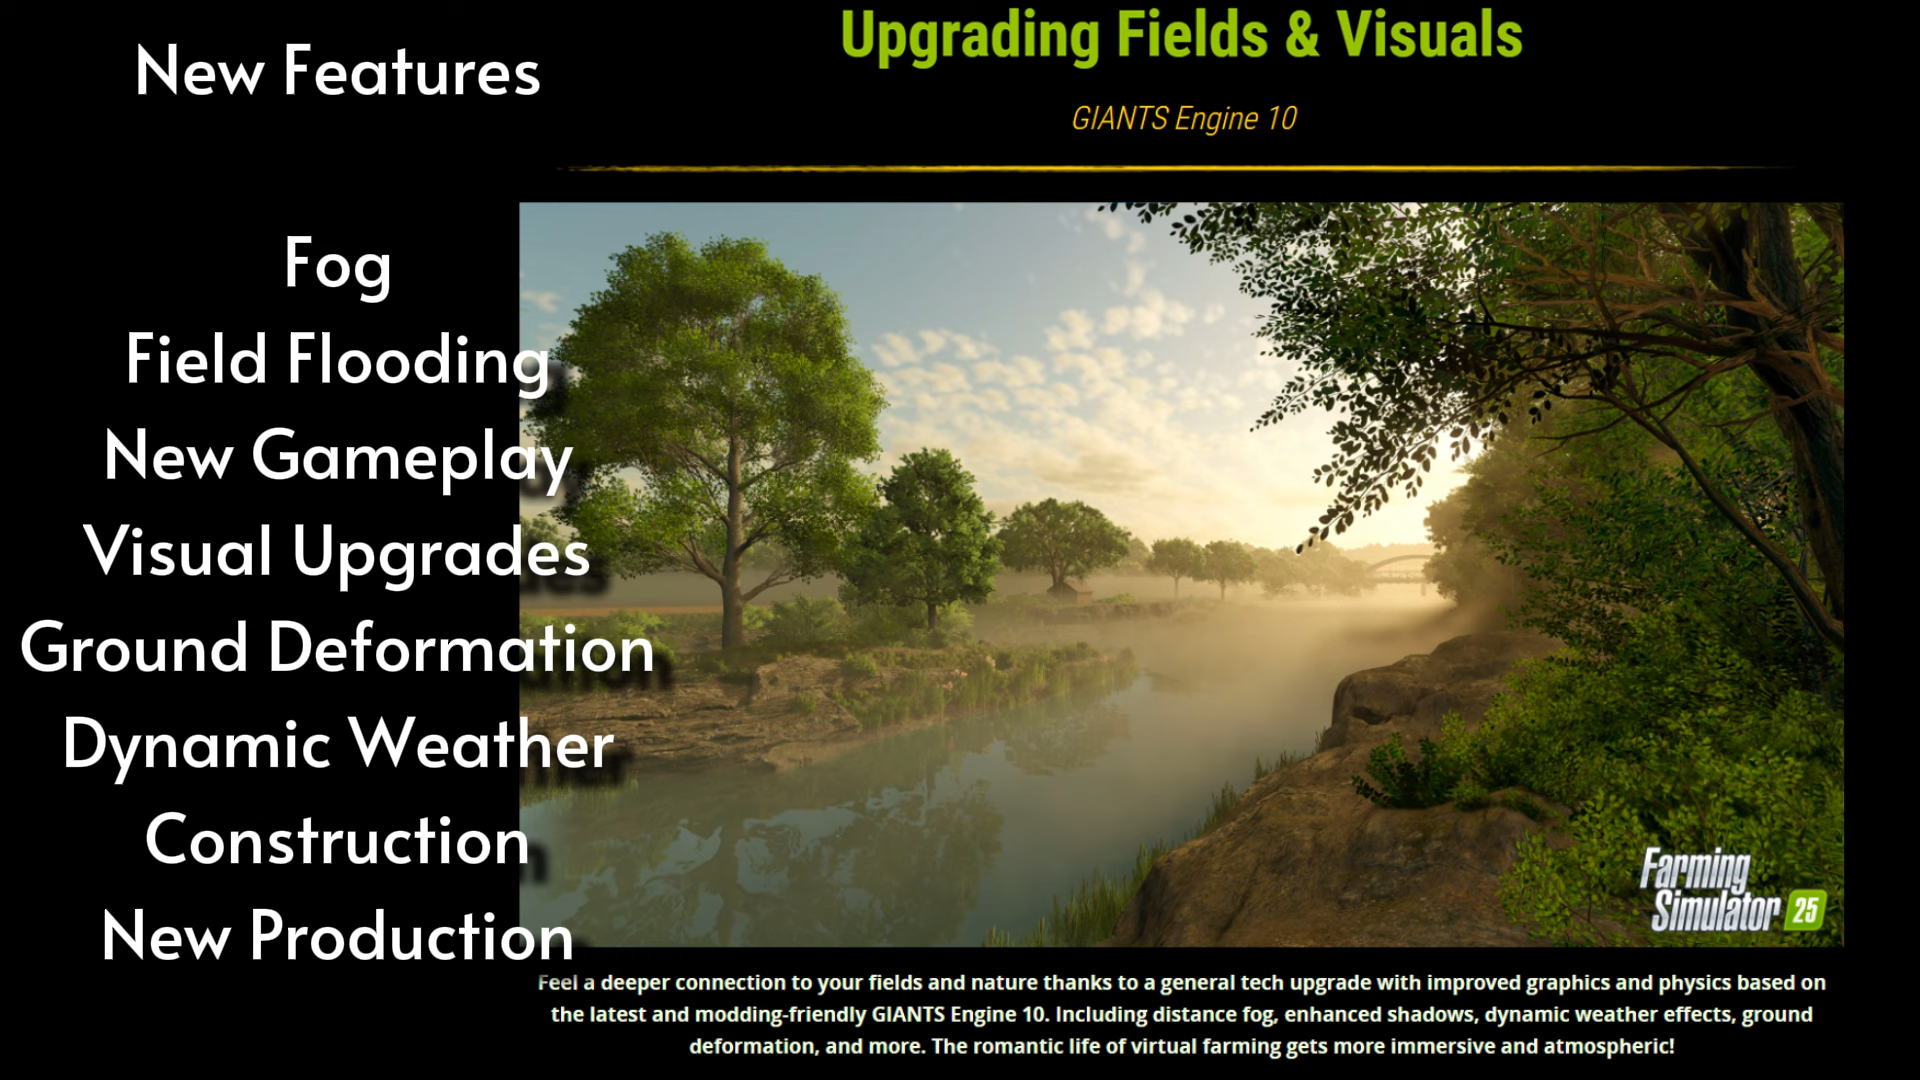 New Features
Fog
Field Flooding
New Gameplay
Visual Upgrades
Ground Deformation
Dynamic Weather
Construction
New Production
Upgrading Fields & Visuals
GIANTS Engine 10
Farming
Simulator 25
Feel a deeper connection to your fields and nature thanks to a general tech upgrade with improved graphics and physics based on
the latest and modding-friendly GIANTS Engine 10. Including distance fog, enhanced shadows, dynamic weather effects, ground
deformation, and more. The romantic life of virtual farming gets more immersive and atmospheric!